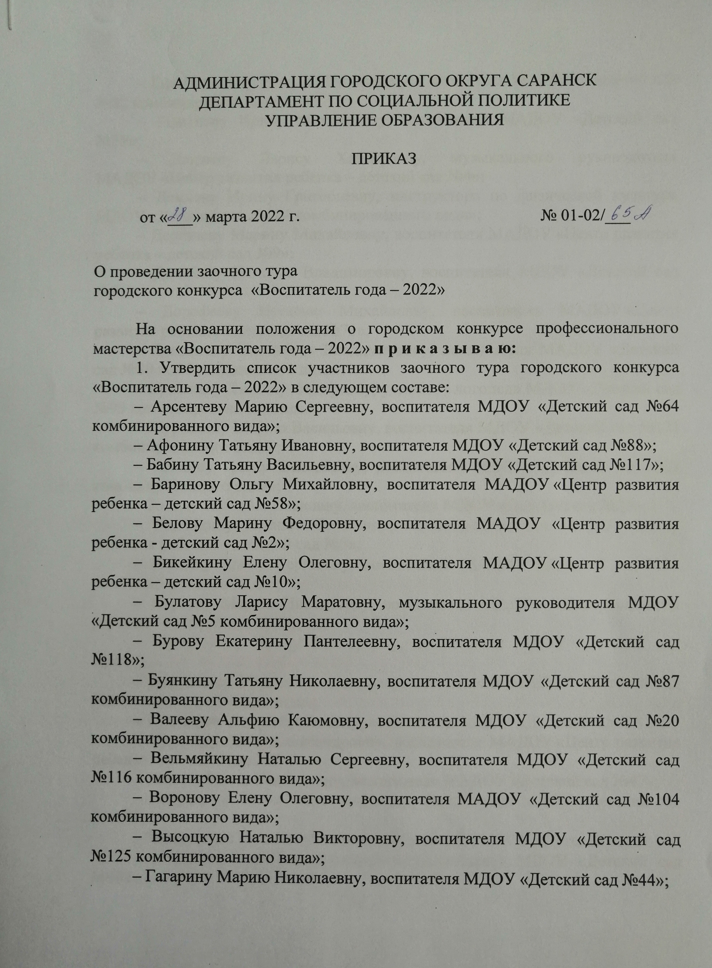 АДМИНИСТРАЦИЯ ГОРОДСКОГО ОКРУГА САРАНСК
ДЕПАРТАМЕНТ ПО СОЦИАЛЬНОЙ ПОЛИТИКЕ
УПРАВЛЕНИЕ ОБРАЗОВАНИЯ
ПРИКАЗ
от «28» марта 2022 г. № 01-02/65А
О проведении заочного тура
городского конкурса «Воспитатель года – 2022»
На основании положения о городском конкурсе профессионального
мастерства «Воспитатель года – 2022» п р и к а з ы в а ю:
1. Утвердить список участников заочного тура городского конкурса
«Воспитатель года – 2022» в следующем составе:
– Арсентеву Марию Сергеевну, воспитателя МДОУ «Детский сад №64
комбинированного вида»;
– Афонину Татьяну Ивановну, воспитателя МДОУ «Детский сад №88»;
– Бабину Татьяну Васильевну, воспитателя МДОУ «Детский сад №117»;
– Баринову Ольгу Михайловну, воспитателя МАДОУ «Центр развития
ребенка – детский сад №58»;
– Белову Марину Федоровну, воспитателя МАДОУ «Центр развития
ребенка - детский сад №2»;
– Бикейкину Елену Олеговну, воспитателя МАДОУ «Центр развития
ребенка – детский сад №10»;
– Булатову Ларису Маратовну, музыкального руководителя МДОУ
«Детский сад №5 комбинированного вида»;
– Бурову Екатерину Пантелеевну, воспитателя МДОУ «Детский сад
№118»;
– Буянкину Татьяну Николаевну, воспитателя МДОУ «Детский сад №87
комбинированного вида»;
– Валееву Альфию Каюмовну, воспитателя МДОУ «Детский сад №20
комбинированного вида»;
– Вельмяйкину Наталью Сергеевну, воспитателя МДОУ «Детский сад
№116 комбинированного вида»;
– Воронову Елену Олеговну, воспитателя МАДОУ «Детский сад №104
комбинированного вида»;
– Высоцкую Наталью Викторовну, воспитателя МДОУ «Детский сад
№125 комбинированного вида»;
– Гагарину Марию Николаевну, воспитателя МДОУ «Детский сад №44»;